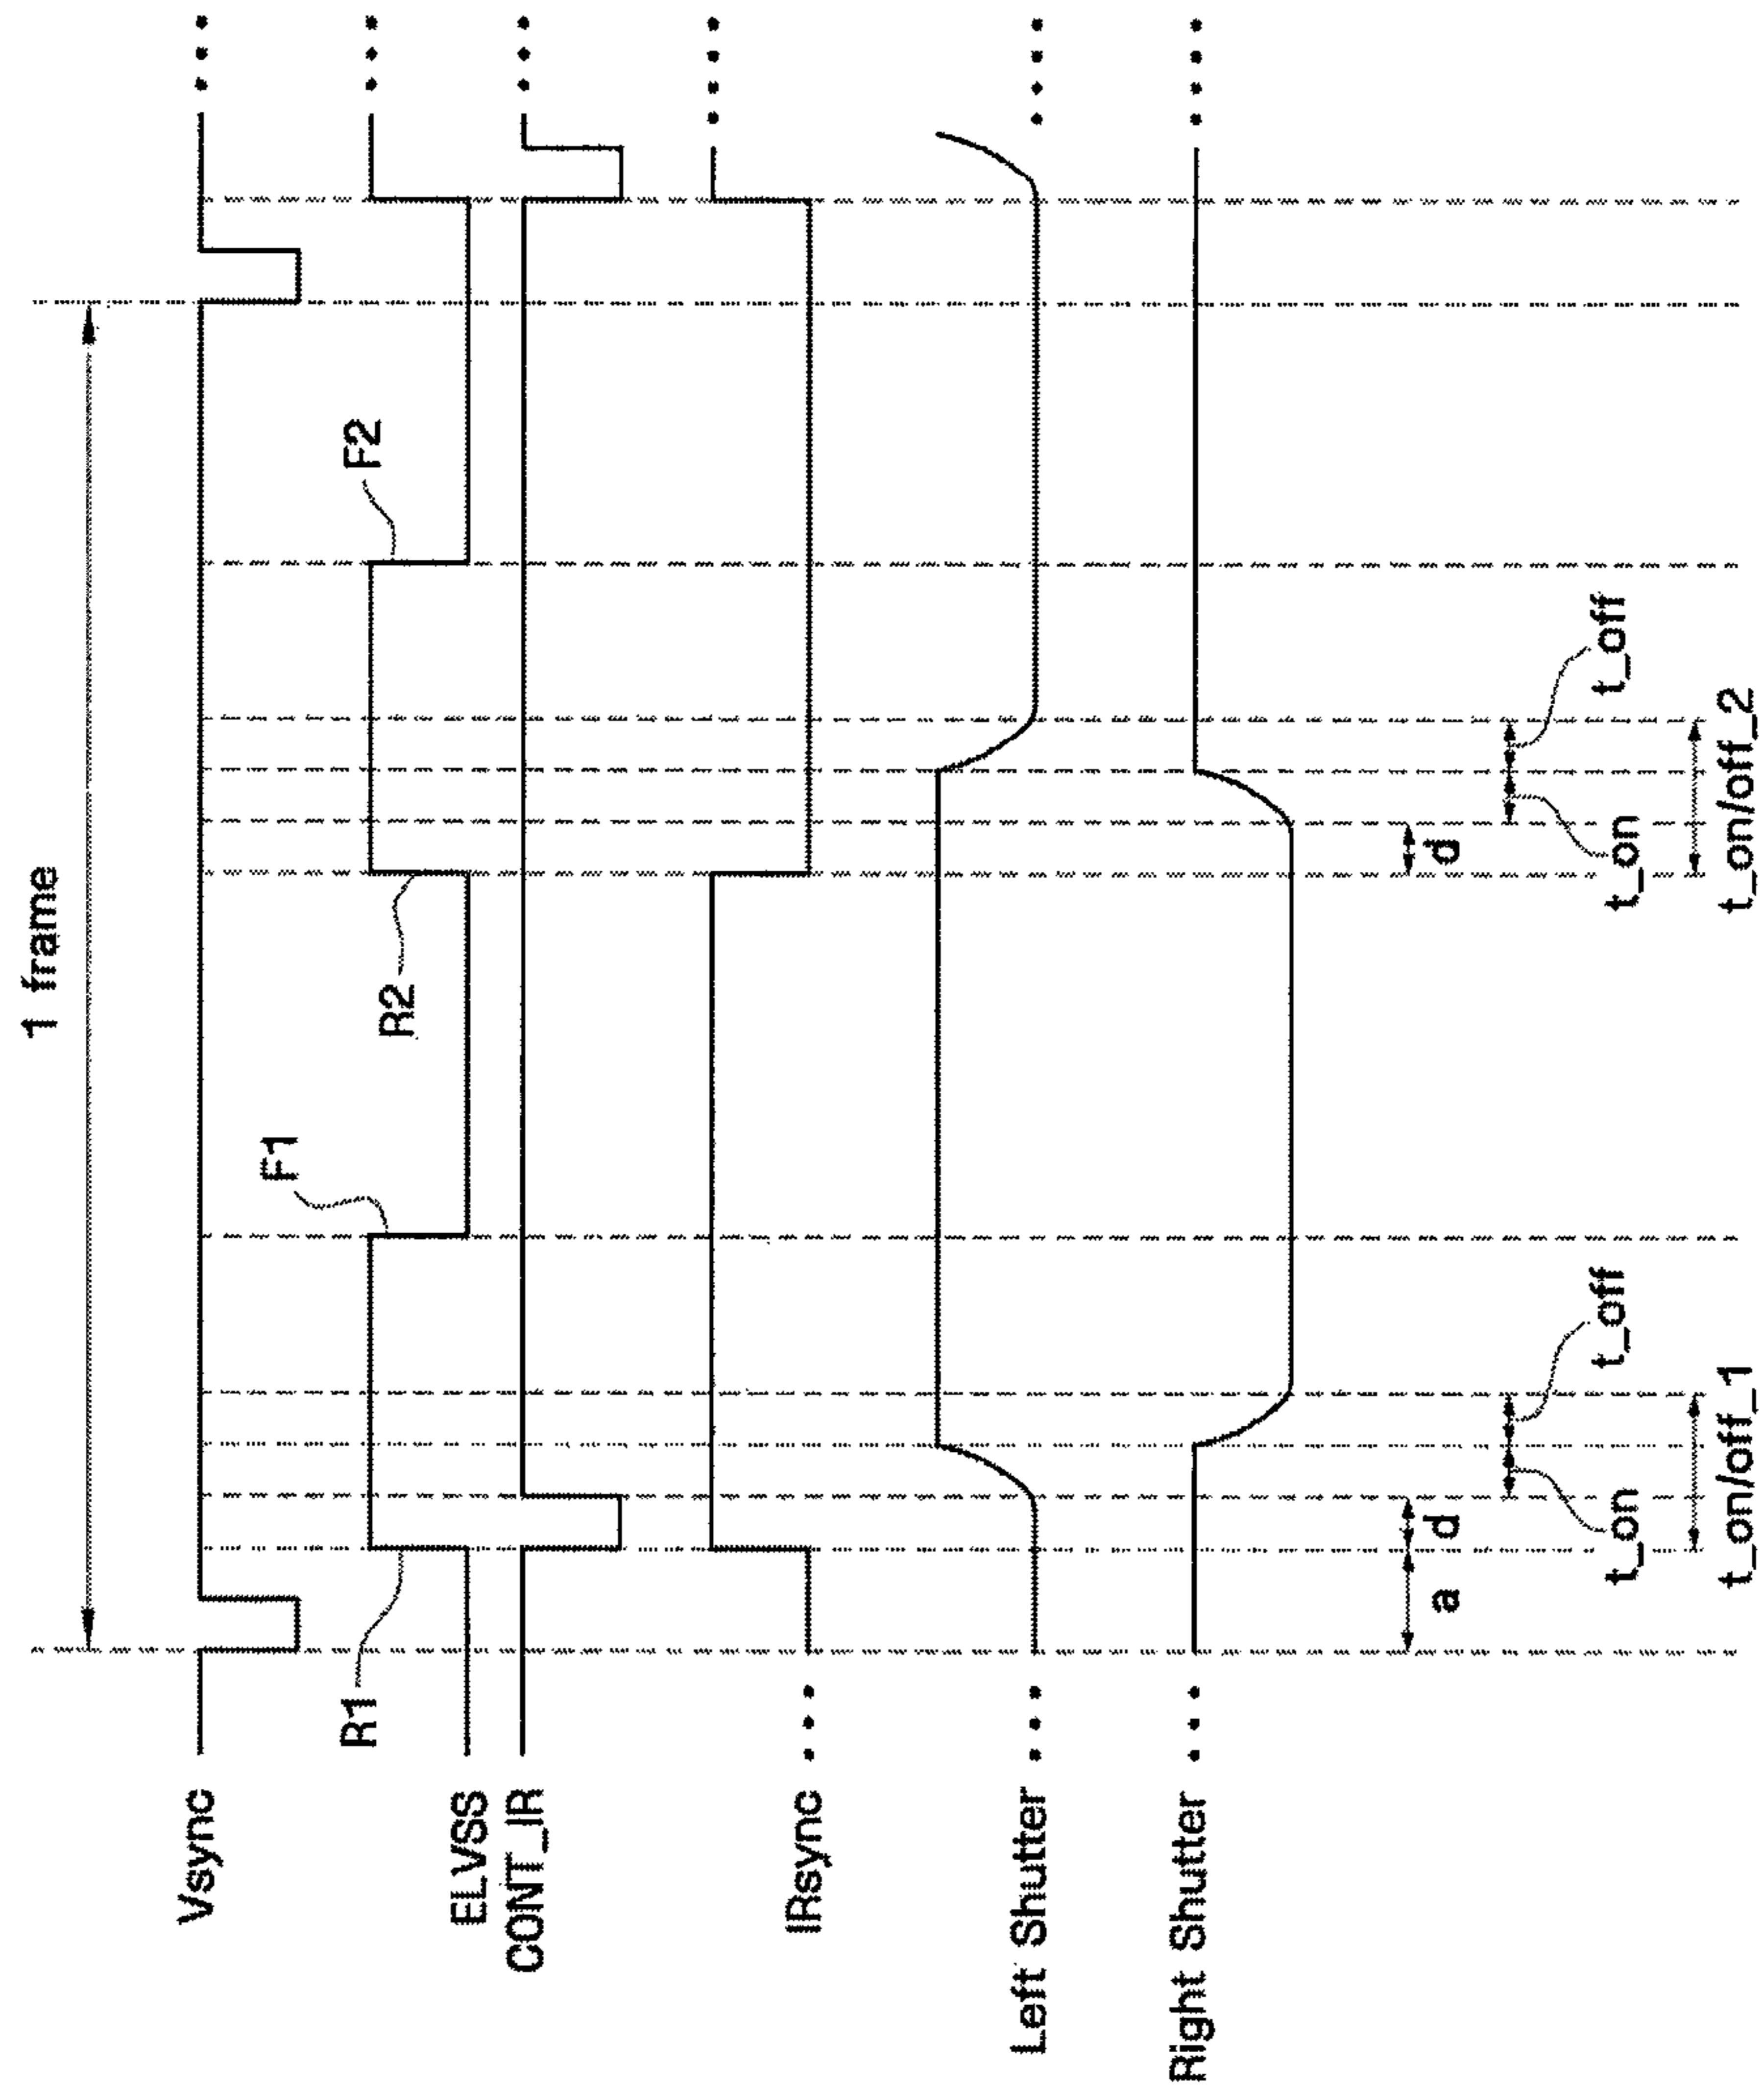 1 frame
Vsync
R1
F1
R2
F2
ELVSS
CONT_IR
IRsync
Left Shutter
Right Shutter
a
d
d
t_on
t_off
t_on
t_off
t_on/off_1
t_on/off_2